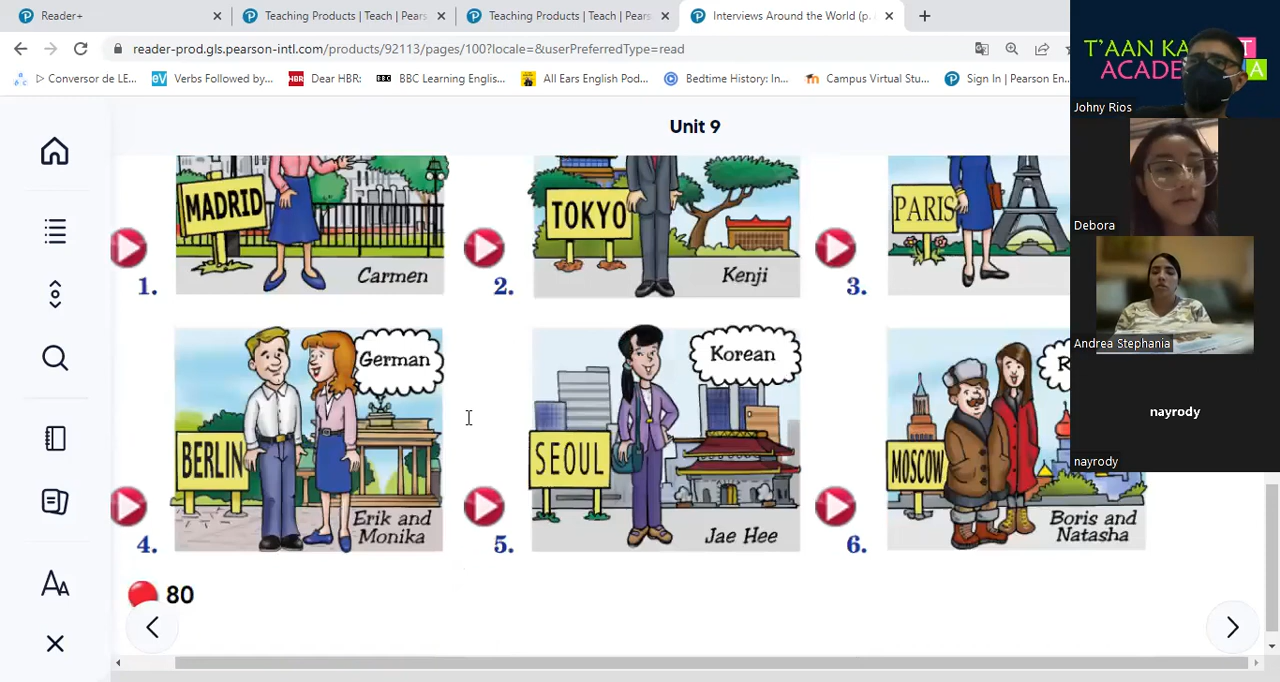 Reader+
Teaching Products | Teach | Pears
Teaching Products | Teach | Pears
Interviews Around the World (p.
reader-prod.gls.pearson-intl.com/products/92113/pages/100?locale=&userPreferredType=read
Conversor de LE...
Verbs Followed by...
Dear HBR:
BBC Learning Englis...
All Ears English Pod...
Bedtime History: In...
Campus Virtual Stu...
Sign In | Pearson En...
Unit 9
MADRID
Carmen
1.
TOKYO
Kenji
2.
PARIS
3.
German
BERLIN
Erik and
Monika
4.
Korean
SEOUL
Jae Hee
5.
MOSCOW
Boris and
Natasha
6.
80
T'AAN KA
ACADE
Johny Rios
Debora
Andrea Stephania
nayrody
nayrody